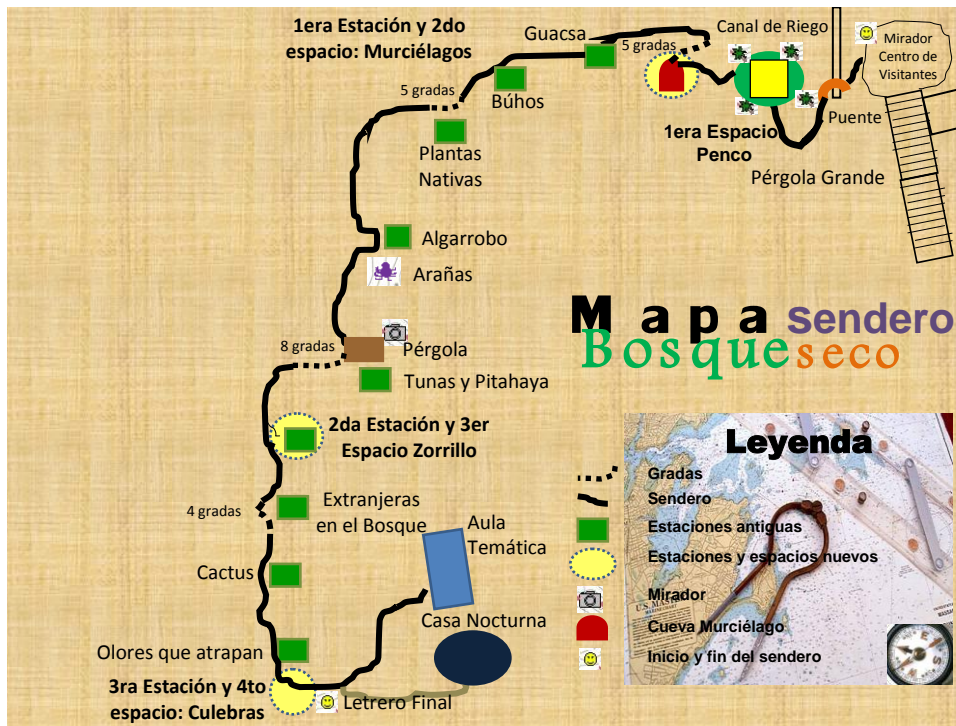 1era Estación y 2do
espacio: Murciélagos
Guacsa
5 gradas
Canal de Riego
Mirador
Centro de
Visitantes
5 gradas
Búhos
Puente
1era Espacio
Penco
Plantas
Nativas
Pérgola Grande
Algarrobo
Arañas
Mapa sendero
Bosque seco
8 gradas
Pérgola
Tunas y Pitahaya
2da Estación y 3er
Espacio Zorrillo
4 gradas
Extranjeras
en el Bosque
Aula
Temática
Cactus
Casa Nocturna
Olores que atrapan
3ra Estación y 4to
espacio: Culebras
Letrero Final
Leyenda
Gradas
Sendero
Estaciones antiguas
Estaciones y espacios nuevos
Mirador
Cueva Murciélago
Inicio y fin del sendero